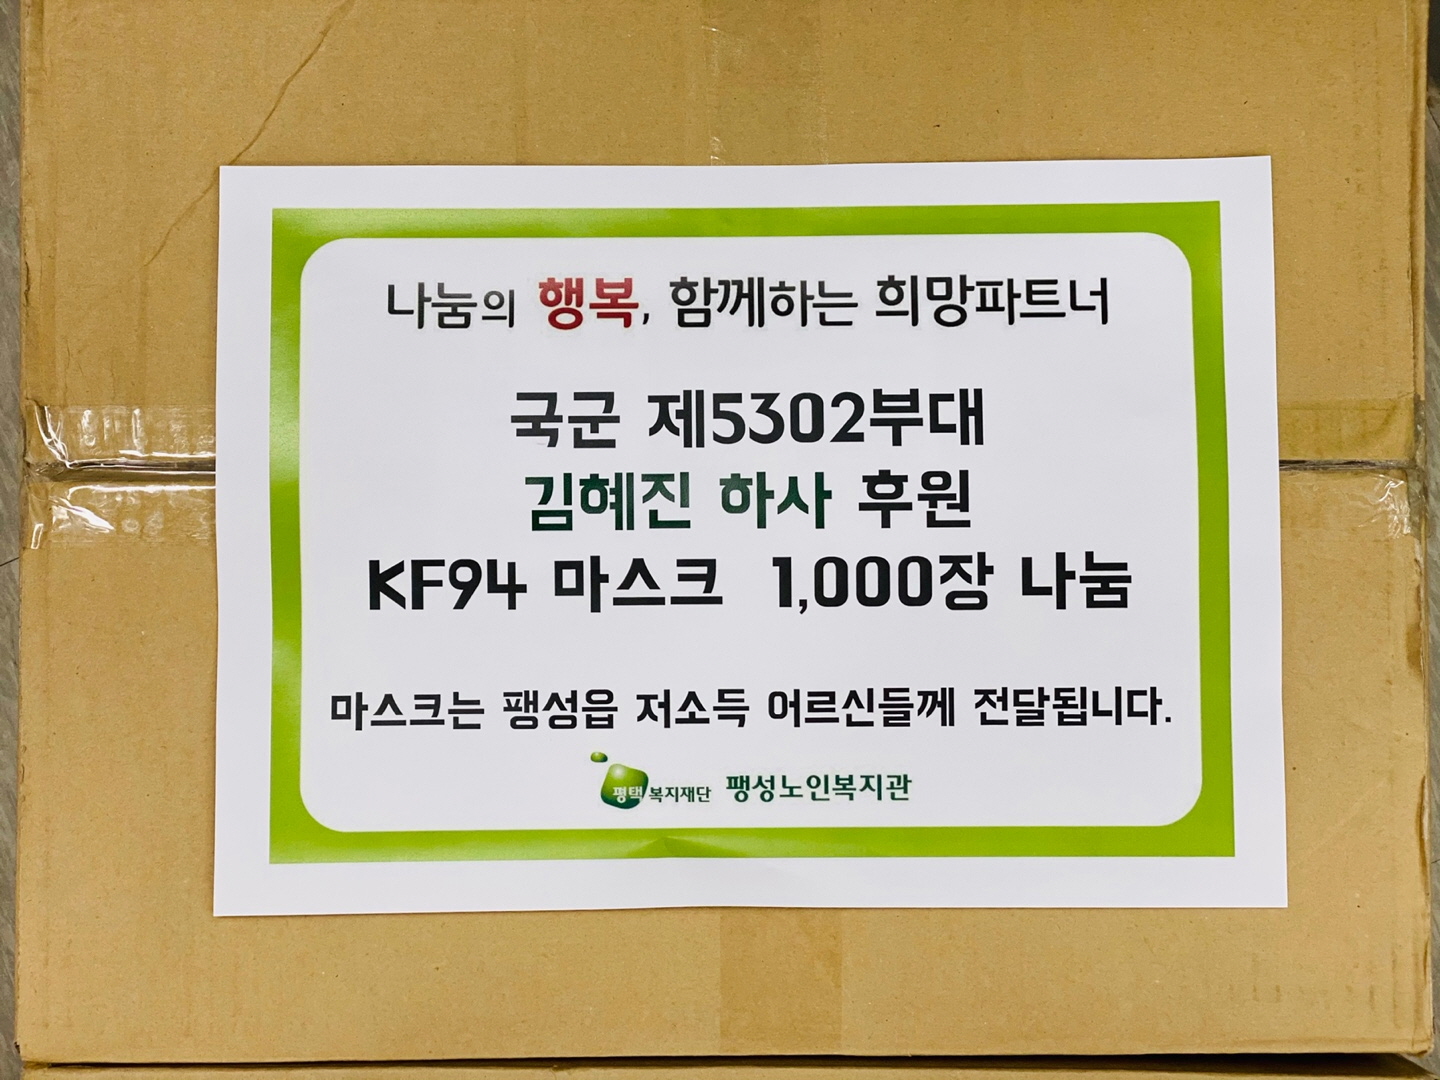 나눔의 행복, 함께하는 희망파트너
국군 제5302부대
김혜진 하사 후원
KF94 마스크 1,000장 나눔
마스크는 팽성읍 저소득 어르신들께 전달됩니다.
평택복지재단 팽성노인복지관